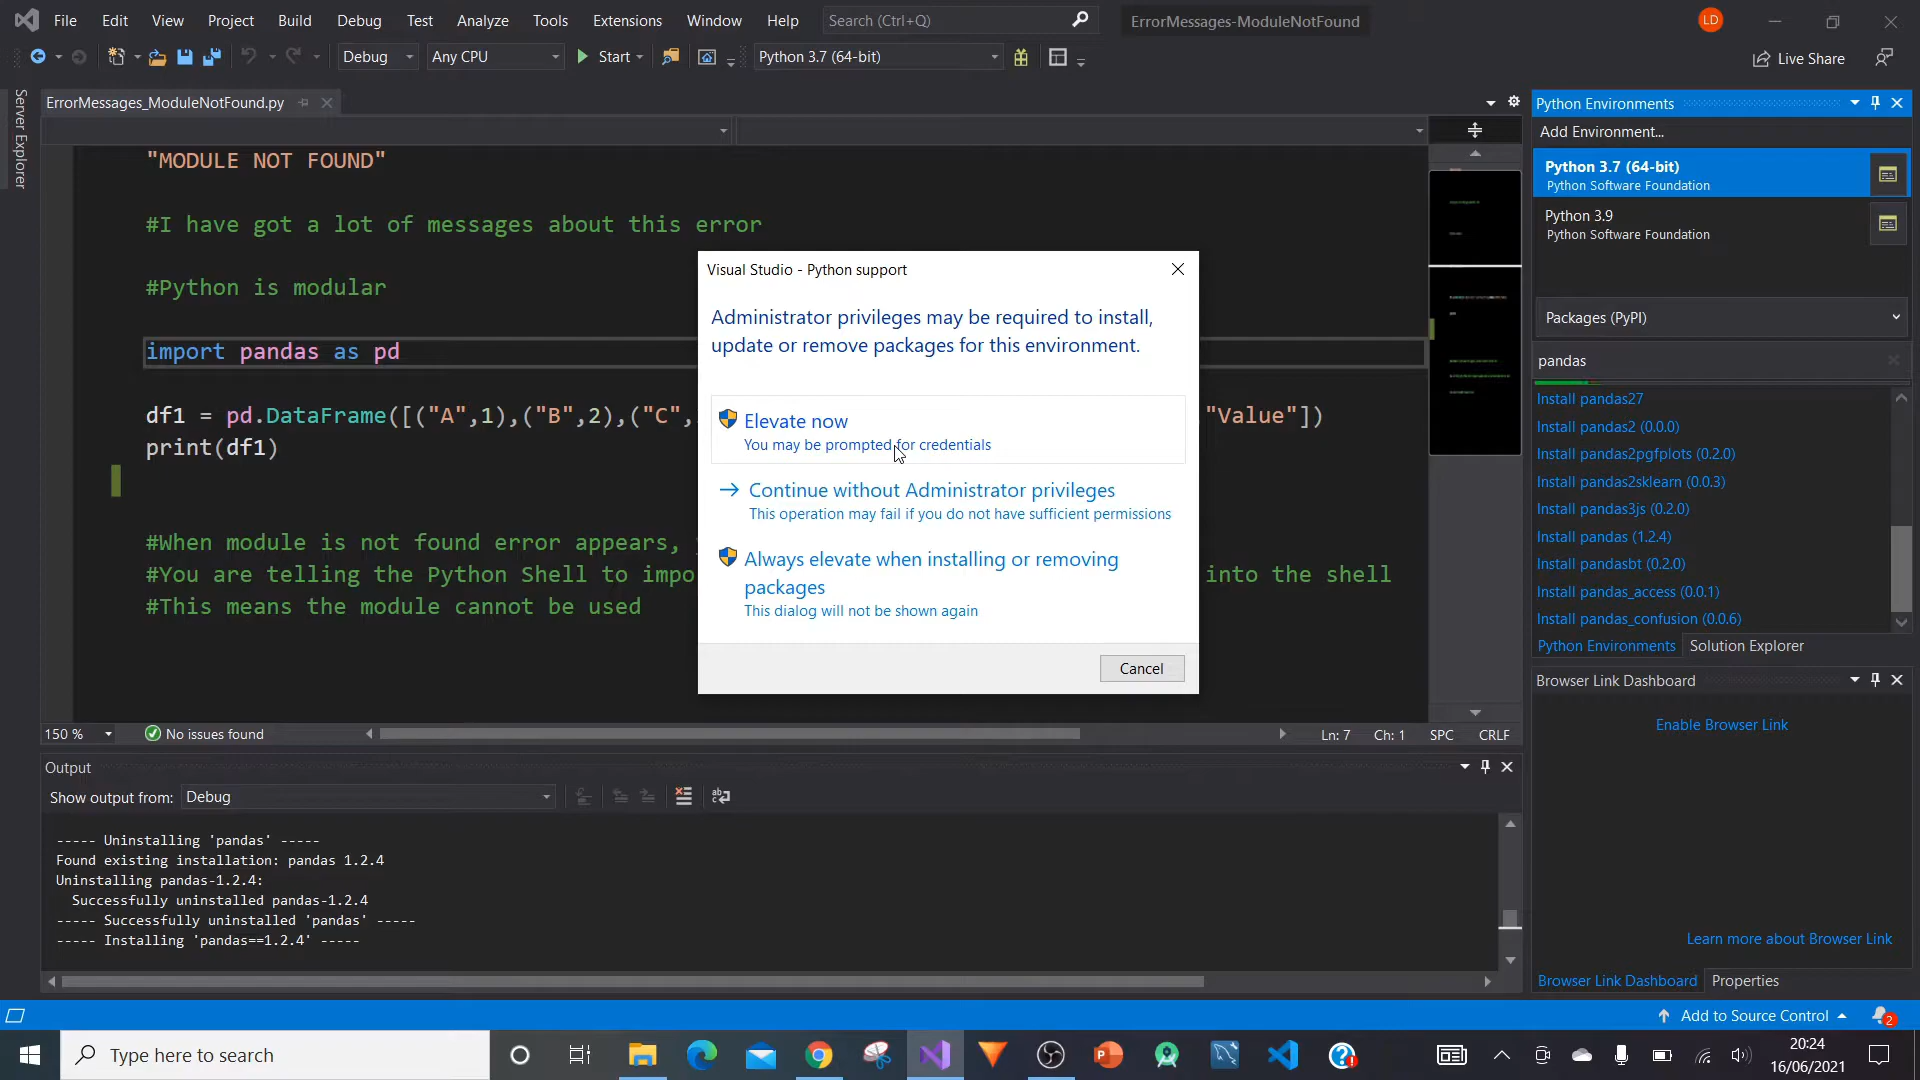 File Edit View Project Build Debug Test Analyze Tools Extensions Window Help Search (Ctrl+Q) ErrorMessages-ModuleNotFound LD
Debug Any CPU Start Python 3.7 (64-bit) Live Share
Server Explorer
ErrorMessages_ModuleNotFound.py
"MODULE NOT FOUND"
#I have got a lot of messages about this error
#Python is modular
import pandas as pd
df1 = pd.DataFrame([("A",1),("B",2),("C", "Value"])
print(df1)
#When module is not found error appears,
#You are telling the Python Shell to impo into the shell
#This means the module cannot be used
150 % No issues found Ln: 7 Ch: 1 SPC CRLF
Visual Studio - Python support
Administrator privileges may be required to install,
update or remove packages for this environment.
Elevate now
You may be prompted for credentials
Continue without Administrator privileges
This operation may fail if you do not have sufficient permissions
Always elevate when installing or removing
packages
This dialog will not be shown again
Cancel
Python Environments
Add Environment...
Python 3.7 (64-bit)
Python Software Foundation
Python 3.9
Python Software Foundation
Packages (PyPI)
pandas
Install pandas27
Install pandas2 (0.0.0)
Install pandas2pgfplots (0.2.0)
Install pandas2sklearn (0.0.3)
Install pandas3js (0.2.0)
Install pandas (1.2.4)
Install pandasbt (0.2.0)
Install pandas_access (0.0.1)
Install pandas_confusion (0.0.6)
Python Environments Solution Explorer
Browser Link Dashboard
Enable Browser Link
Learn more about Browser Link
Browser Link Dashboard Properties
Output
Show output from: Debug
----- Uninstalling 'pandas' -----
Found existing installation: pandas 1.2.4
Uninstalling pandas-1.2.4:
Successfully uninstalled pandas-1.2.4
----- Successfully uninstalled 'pandas' -----
----- Installing 'pandas==1.2.4' -----
Add to Source Control 2
Type here to search
20:24
16/06/2021